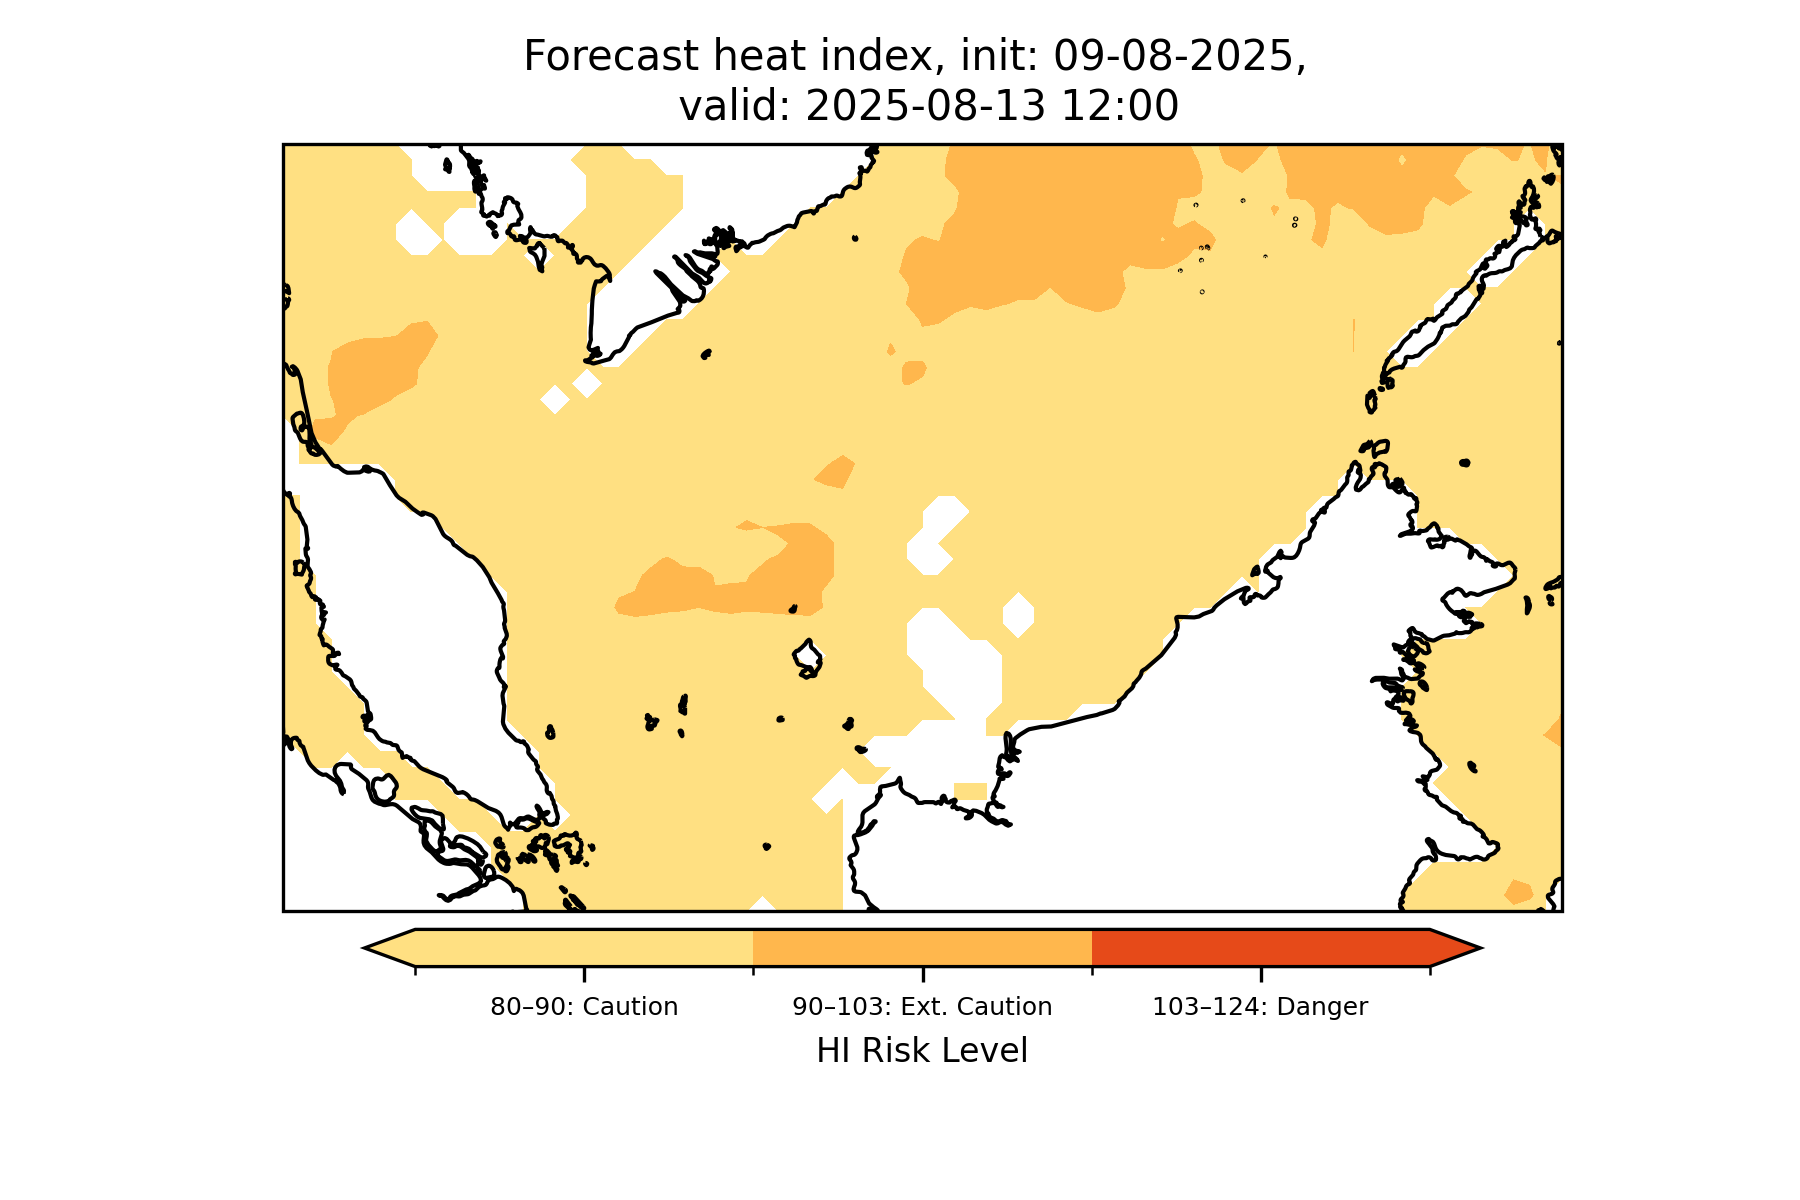 Forecast heat index, init: 09-08-2025,
valid: 2025-08-13 12:00
80–90: Caution
90–103: Ext. Caution
103–124: Danger
HI Risk Level